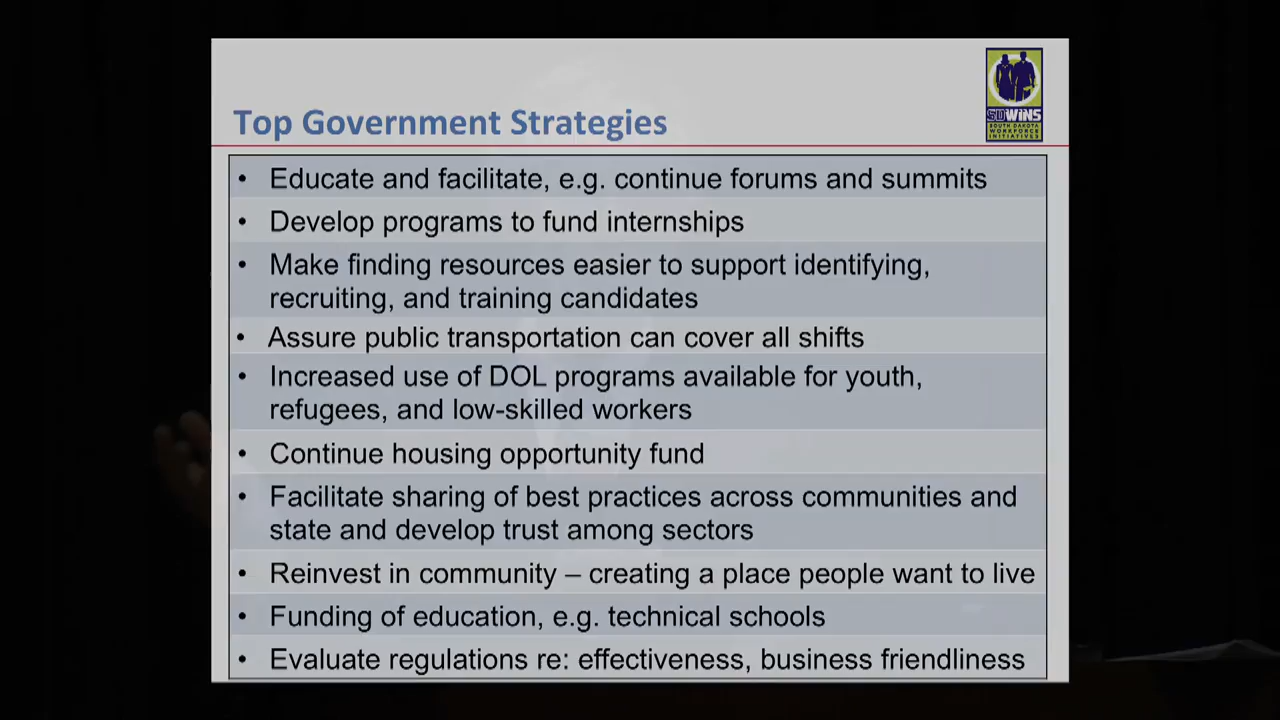 SDWINS
SOUTH DAKOTA
WORKFORCE
INITIATIVES
Top Government Strategies
• Educate and facilitate, e.g. continue forums and summits
• Develop programs to fund internships
• Make finding resources easier to support identifying,
recruiting, and training candidates
• Assure public transportation can cover all shifts
• Increased use of DOL programs available for youth,
refugees, and low-skilled workers
• Continue housing opportunity fund
• Facilitate sharing of best practices across communities and
state and develop trust among sectors
• Reinvest in community – creating a place people want to live
• Funding of education, e.g. technical schools
• Evaluate regulations re: effectiveness, business friendliness